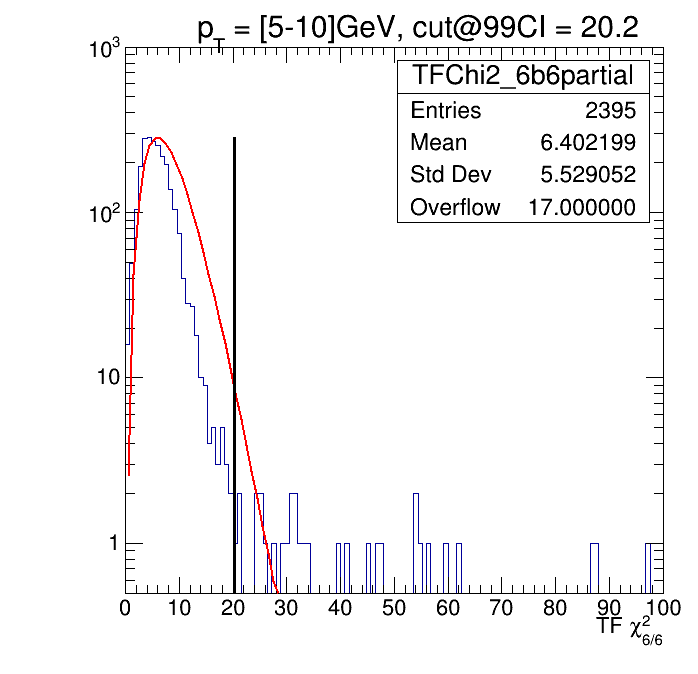 p_T = [5-10]GeV, cut@99CI = 20.2
TFChi2_6b6partial
Entries 2395
Mean 6.402199
Std Dev 5.529052
Overflow 17.000000
10^3
10^2
10
1
0 10 20 30 40 50 60 70 80 90 100
TF χ^2_{6/6}